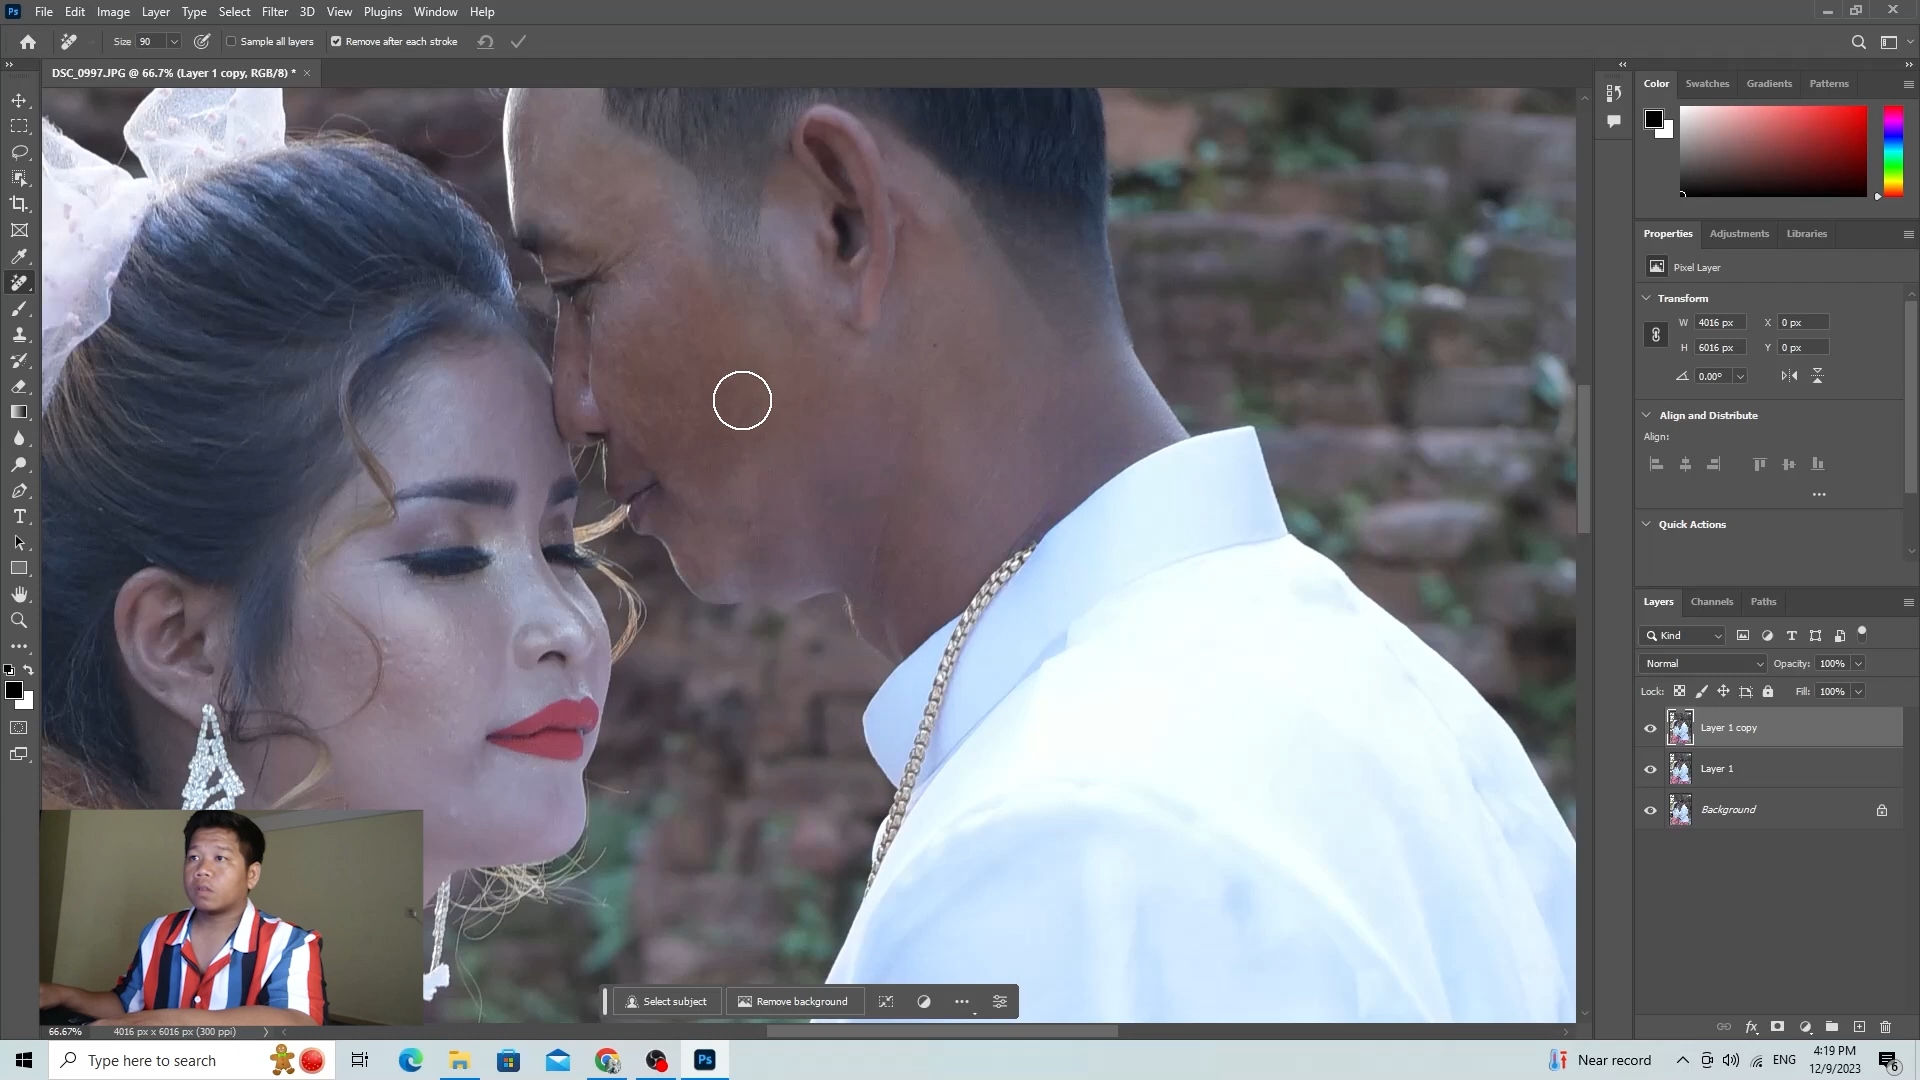 Ps File Edit Image Layer Type Select Filter 3D View Plugins Window Help
Size 90 Sample all layers Remove after each stroke
DSC_0997.JPG @ 66.7% (Layer 1 copy, RGB/8) * ×
Color Swatches Gradients Patterns
Properties Adjustments Libraries
Pixel Layer
Transform
W 4016 px X 0 px
H 6016 px Y 0 px
0.00°
Align and Distribute
Align:
Quick Actions
Layers Channels Paths
Kind
Normal Opacity: 100%
Lock: Fill: 100%
Layer 1 copy
Layer 1
Background
Select subject Remove background
66.67% 4016 px x 6016 px (300 ppi)
Type here to search
Ps
Near record
ENG
4:19 PM
12/9/2023
6